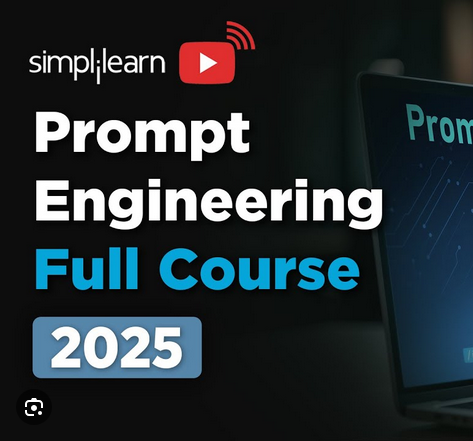 simplilearn
Prompt
Engineering
Full Course
2025